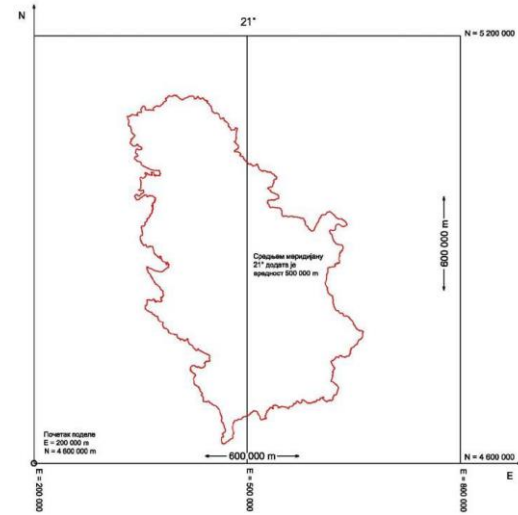 N
21°
N = 5 200 000
600 000 m
Средњем меридијану
21° додата је
вредност 500 000 m
Почетак поделе
E = 200 000 m
N = 4 600 000 m
600 000 m
N = 4 600 000
E
m = 200 000
m = 500 000
m = 800 000